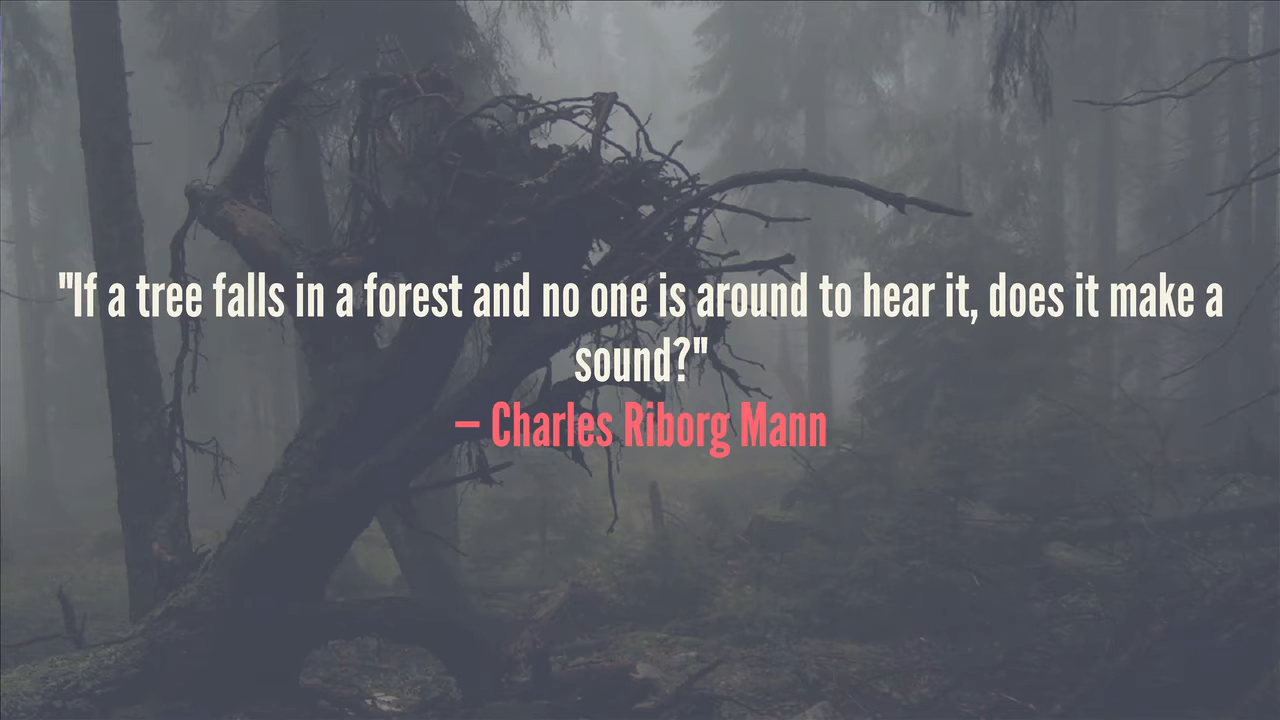 "If a tree falls in a forest and no one is around to hear it, does it make a
sound?"
– Charles Riborg Mann